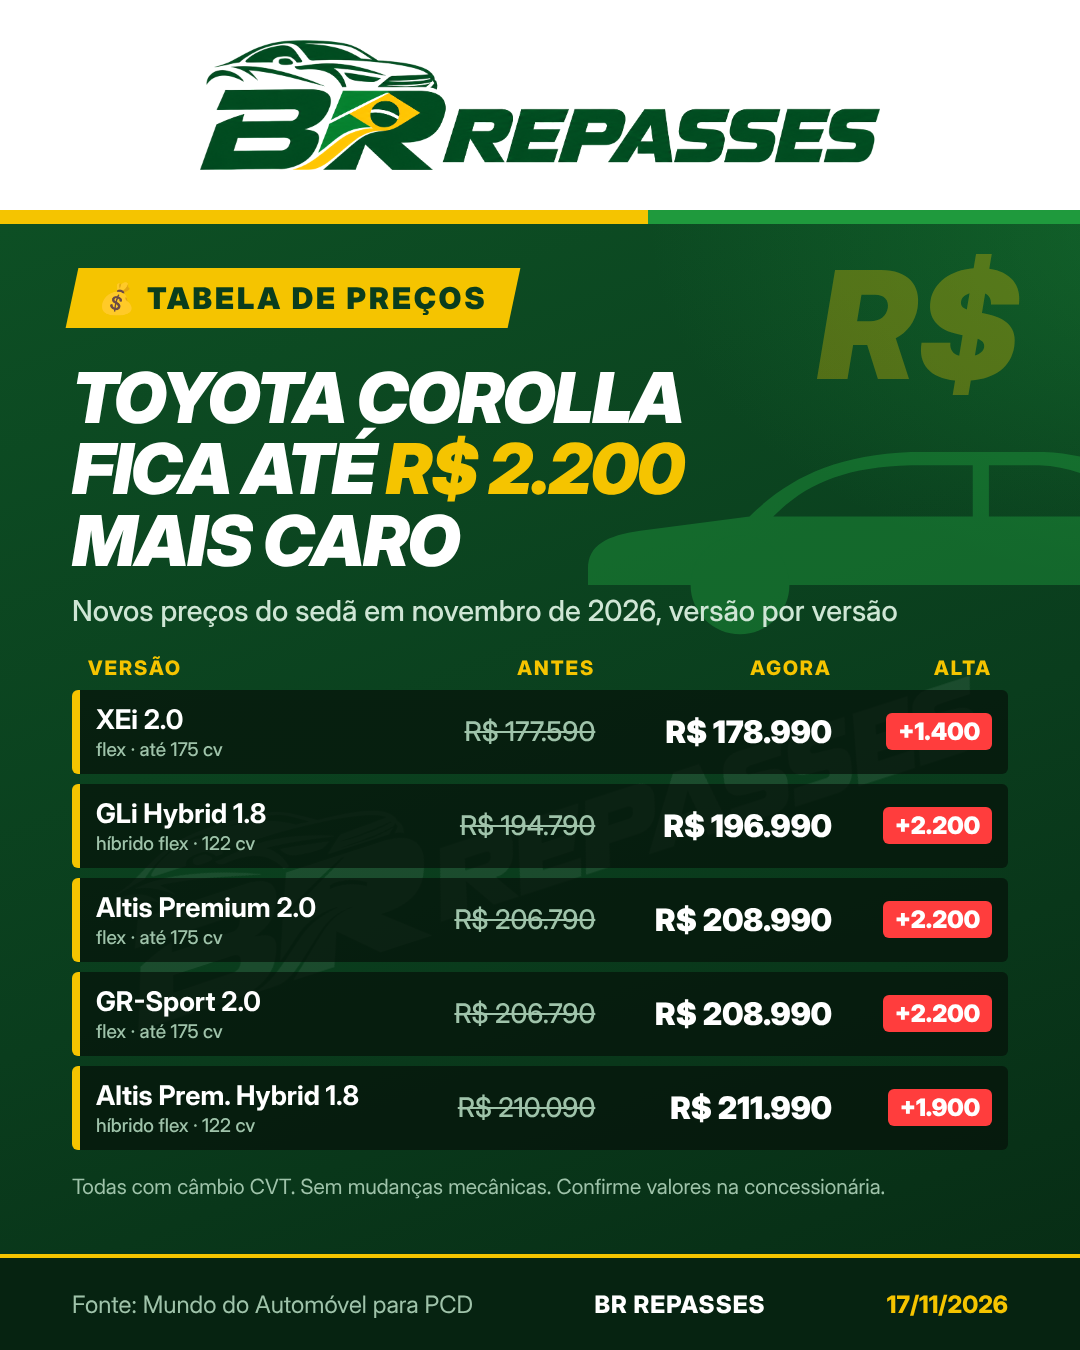 BR REPASSES
💰 TABELA DE PREÇOS
R$
TOYOTA COROLLA
FICA ATÉ R$ 2.200
MAIS CARO
Novos preços do sedã em novembro de 2026, versão por versão
VERSÃO ANTES AGORA ALTA
XEi 2.0 R$ 177.590 R$ 178.990 +1.400
flex · até 175 cv
GLi Hybrid 1.8 R$ 194.790 R$ 196.990 +2.200
híbrido flex · 122 cv
Altis Premium 2.0 R$ 206.790 R$ 208.990 +2.200
flex · até 175 cv
GR-Sport 2.0 R$ 206.790 R$ 208.990 +2.200
flex · até 175 cv
Altis Prem. Hybrid 1.8 R$ 210.090 R$ 211.990 +1.900
híbrido flex · 122 cv
BR REPASSES
Todas com câmbio CVT. Sem mudanças mecânicas. Confirme valores na concessionária.
Fonte: Mundo do Automóvel para PCD BR REPASSES 17/11/2026